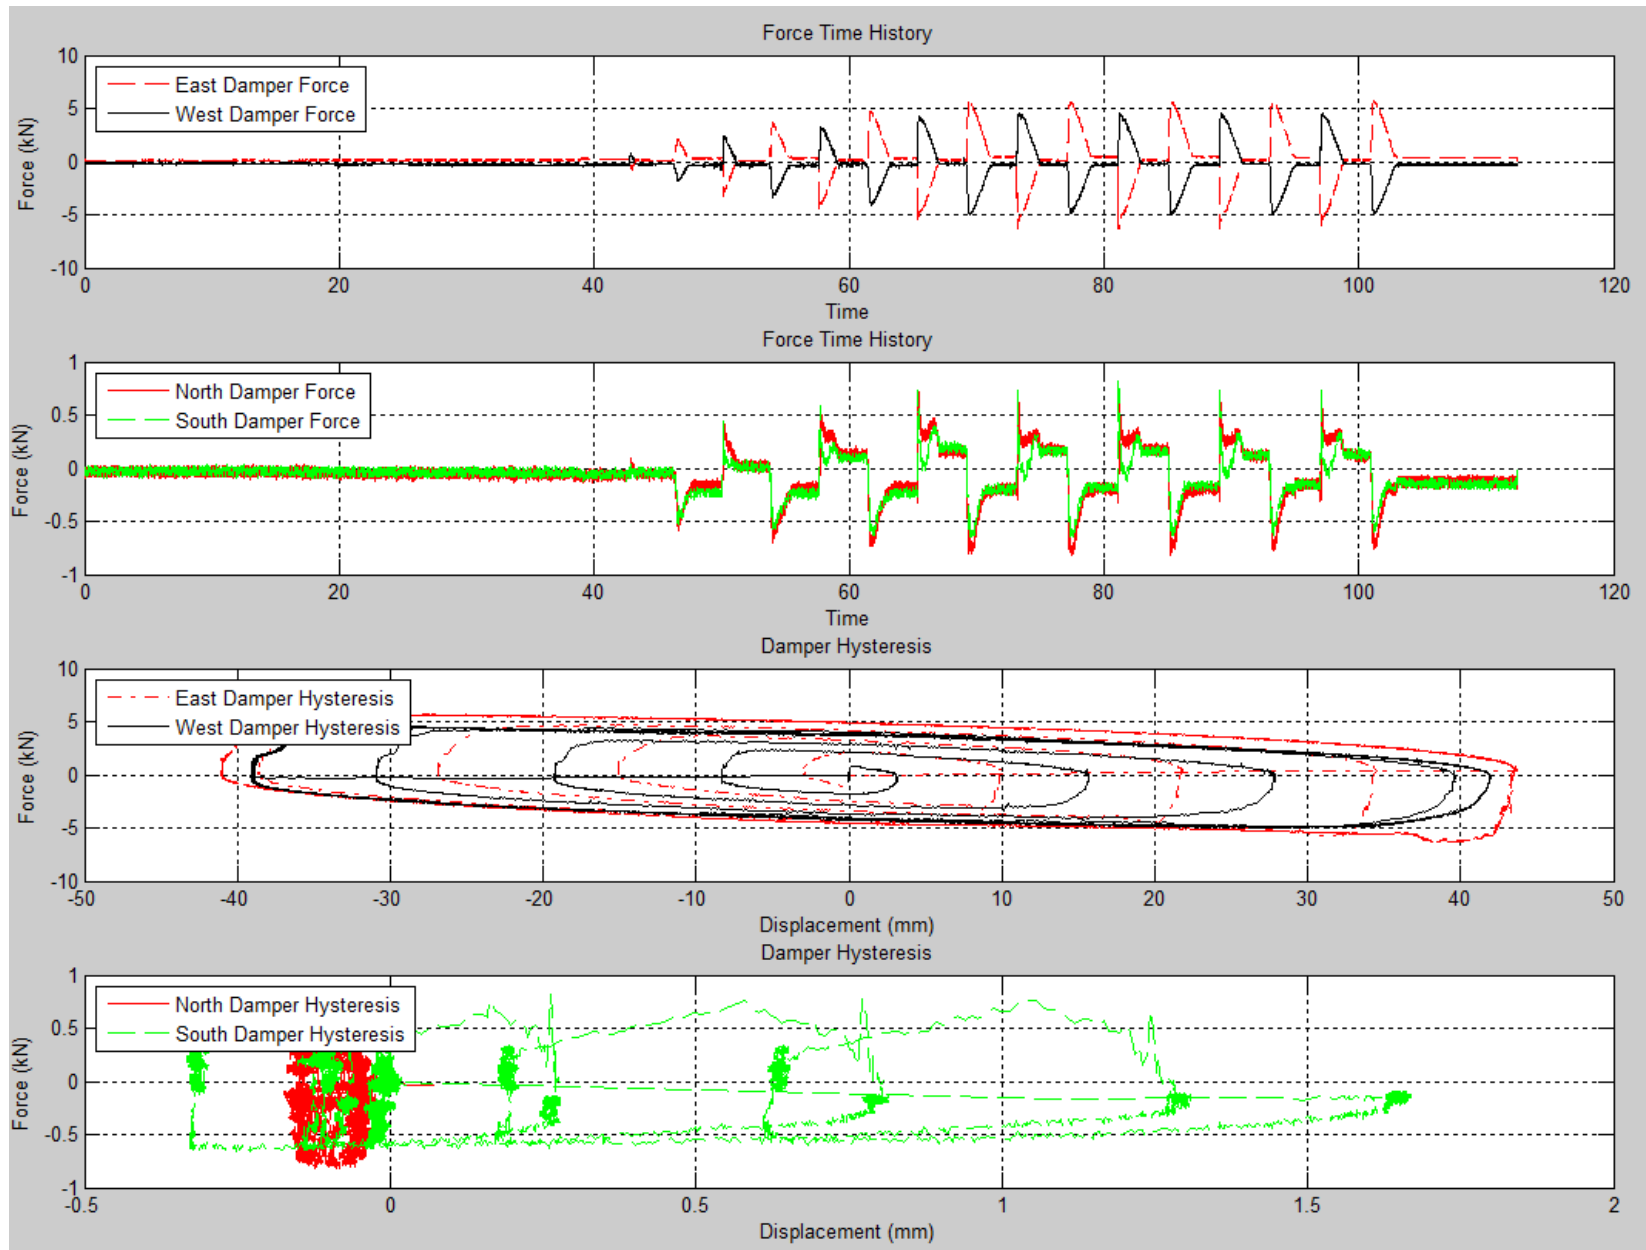 Force Time History
10
5
0
-5
-10
Force (kN)
East Damper Force
West Damper Force
0 20 40 60 80 100 120
Time
Force Time History
1
0.5
0
-0.5
-1
Force (kN)
North Damper Force
South Damper Force
0 20 40 60 80 100 120
Time
Damper Hysteresis
10
5
0
-5
-10
Force (kN)
East Damper Hysteresis
West Damper Hysteresis
-50 -40 -30 -20 -10 0 10 20 30 40 50
Displacement (mm)
Damper Hysteresis
1
0.5
0
-0.5
-1
Force (kN)
North Damper Hysteresis
South Damper Hysteresis
-0.5 0 0.5 1 1.5 2
Displacement (mm)